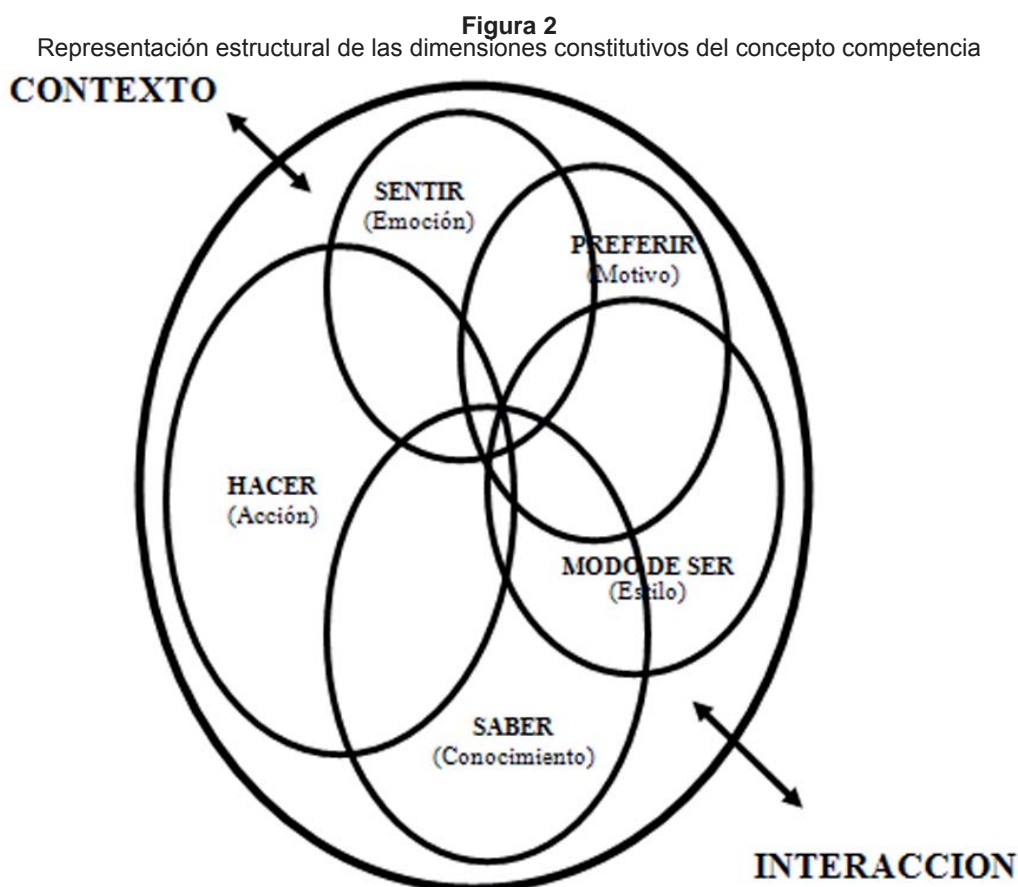 Figura 2
Representación estructural de las dimensiones constitutivos del concepto competencia
CONTEXTO
SENTIR
(Emoción)
PREFERIR
(Motivo)
HACER
(Acción)
MODO DE SER
(Estilo)
SABER
(Conocimiento)
INTERACCION